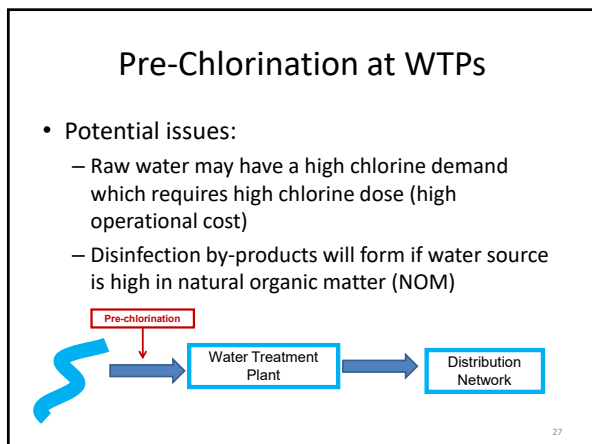 Pre-Chlorination at WTPs
• Potential issues:
– Raw water may have a high chlorine demand
which requires high chlorine dose (high
operational cost)
– Disinfection by-products will form if water source
is high in natural organic matter (NOM)
Pre-chlorination
Water Treatment
Plant
Distribution
Network
27